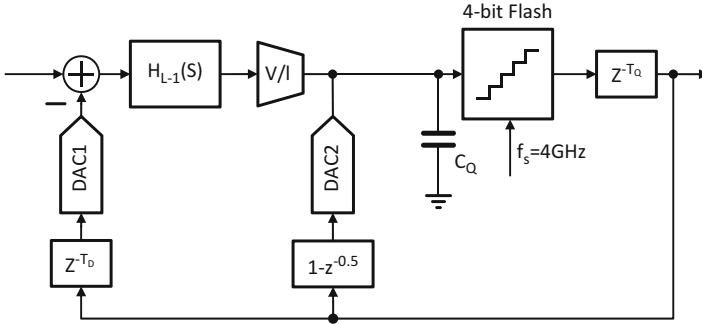 4-bit Flash
H_{L-1}(S)
V/I
Z^{-T_Q}
DAC1
DAC2
C_Q
f_s=4GHz
Z^{-T_D}
1-z^{-0.5}